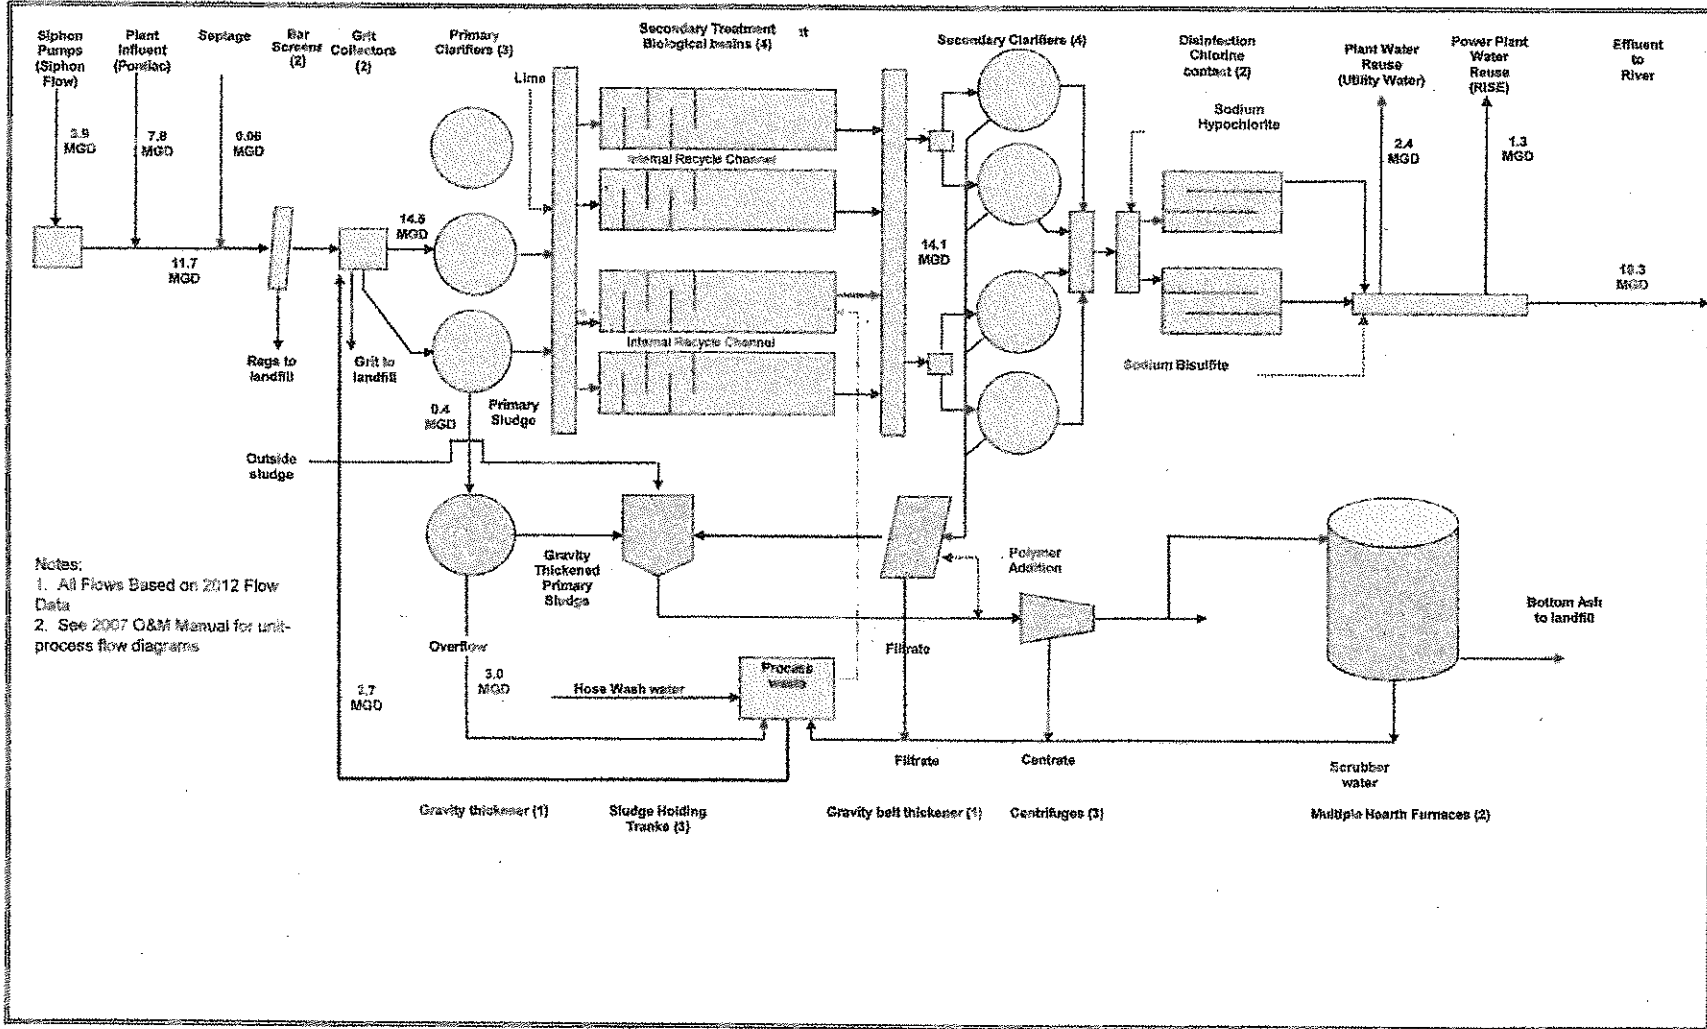 Siphon
Pumps
(Siphon
Flow)
Plant
Influent
(Pontiac)
Septage
Bar
Screens
(2)
Grit
Collectors
(2)
Primary
Clarifiers (3)
Secondary Treatment
Biological basins (4)
Secondary Clarifiers (4)
Disinfection
Chlorine
contact (2)
Plant Water
Reuse
(Utility Water)
Power Plant
Water
Reuse
(RISE)
Effluent
to
River
Lime
Sodium
Hypochlorite
3.9
MGD
7.8
MGD
0.06
MGD
2.4
MGD
1.3
MGD
Internal Recycle Channel
14.5
MGD
11.7
MGD
14.1
MGD
10.3
MGD
Rags to
landfill
Grit to
landfill
Internal Recycle Channel
Sodium Bisulfite
0.4
MGD
Primary
Sludge
Outside
sludge
Gravity
Thickened
Primary
Sludge
Polymer
Addition
Notes:
1. All Flows Based on 2012 Flow
Data
2. See 2007 O&M Manual for unit-
process flow diagrams
Bottom Ash
to landfill
Overflow
Filtrate
3.0
MGD
Hose Wash water
Process
waste
MGD
Filtrate
Centrate
Scrubber
water
Gravity thickener (1)
Sludge Holding
Tranks (3)
Gravity belt thickener (1)
Centrifuges (3)
Multiple Hearth Furnaces (2)